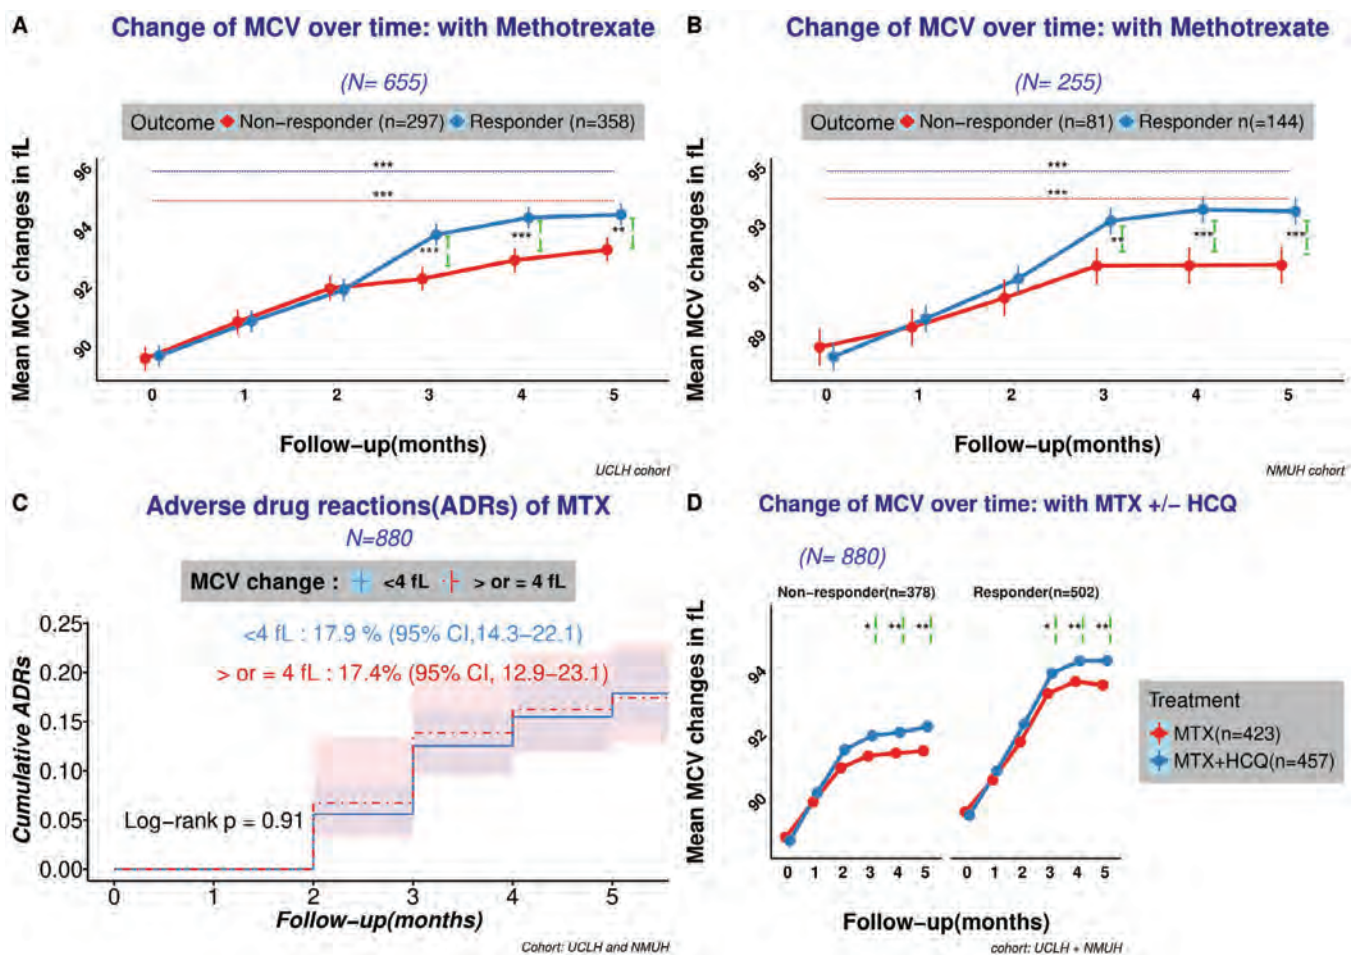 A
Change of MCV over time: with Methotrexate
(N= 655)
Outcome Non-responder (n=297) Responder (n=358)
Mean MCV changes in fL
96
94
92
90
***
***
***
***
**
0 1 2 3 4 5
Follow-up(months)
UCLH cohort
B
Change of MCV over time: with Methotrexate
(N= 255)
Outcome Non-responder (n=81) Responder n(=144)
Mean MCV changes in fL
95
93
91
89
***
***
**
***
***
0 1 2 3 4 5
Follow-up(months)
NMUH cohort
C
Adverse drug reactions(ADRs) of MTX
N=880
MCV change : <4 fL > or = 4 fL
<4 fL : 17.9 % (95% CI,14.3-22.1)
> or = 4 fL : 17.4% (95% CI, 12.9-23.1)
Cumulative ADRs
0.25
0.20
0.15
0.10
0.05
0.00
Log-rank p = 0.91
0 1 2 3 4 5
Follow-up(months)
Cohort: UCLH and NMUH
D
Change of MCV over time: with MTX +/- HCQ
(N= 880)
Non-responder(n=378) Responder(n=502)
* ** ** * ** **
Mean MCV changes in fL
94
92
90
0 1 2 3 4 5 0 1 2 3 4 5
Follow-up(months)
Treatment
MTX(n=423)
MTX+HCQ(n=457)
cohort: UCLH + NMUH